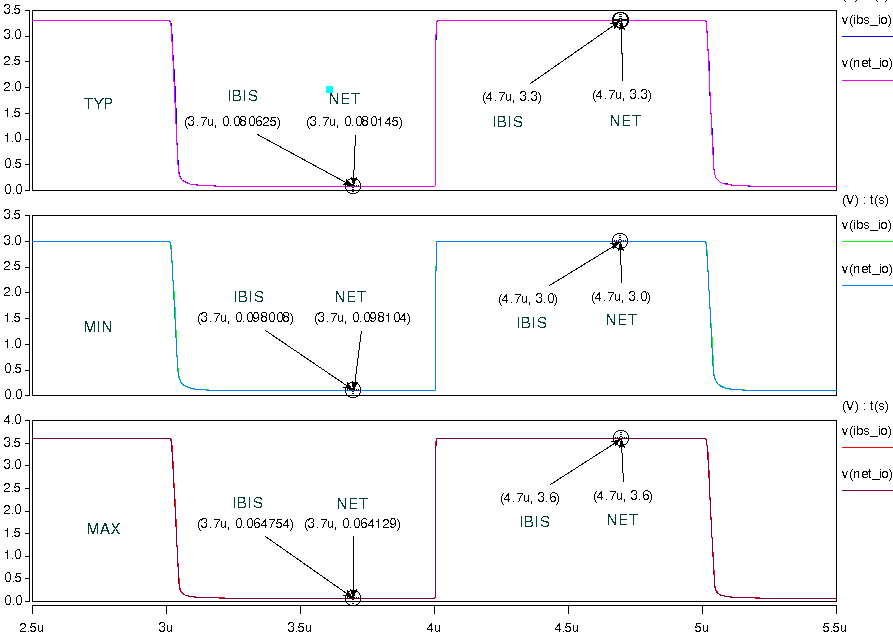 3.5
v(ibs_io)
3.0
v(net_io)
2.5
2.0
IBIS NET
TYP
(4.7u, 3.3) (4.7u, 3.3)
1.5
(3.7u, 0.080625) (3.7u, 0.080145)
IBIS NET
1.0
0.5
0.0
(V) : t(s)
3.5
v(ibs_io)
3.0
v(net_io)
2.5
2.0
IBIS NET
(4.7u, 3.0) (4.7u, 3.0)
1.5
(3.7u, 0.098008) (3.7u, 0.098104)
MIN
IBIS NET
1.0
0.5
0.0
(V) : t(s)
4.0
v(ibs_io)
3.5
3.0
v(net_io)
2.5
(4.7u, 3.6) (4.7u, 3.6)
2.0
IBIS NET
1.5
(3.7u, 0.064754) (3.7u, 0.064129)
IBIS NET
MAX
1.0
0.5
0.0
2.5u 3u 3.5u 4u 4.5u 5u 5.5u